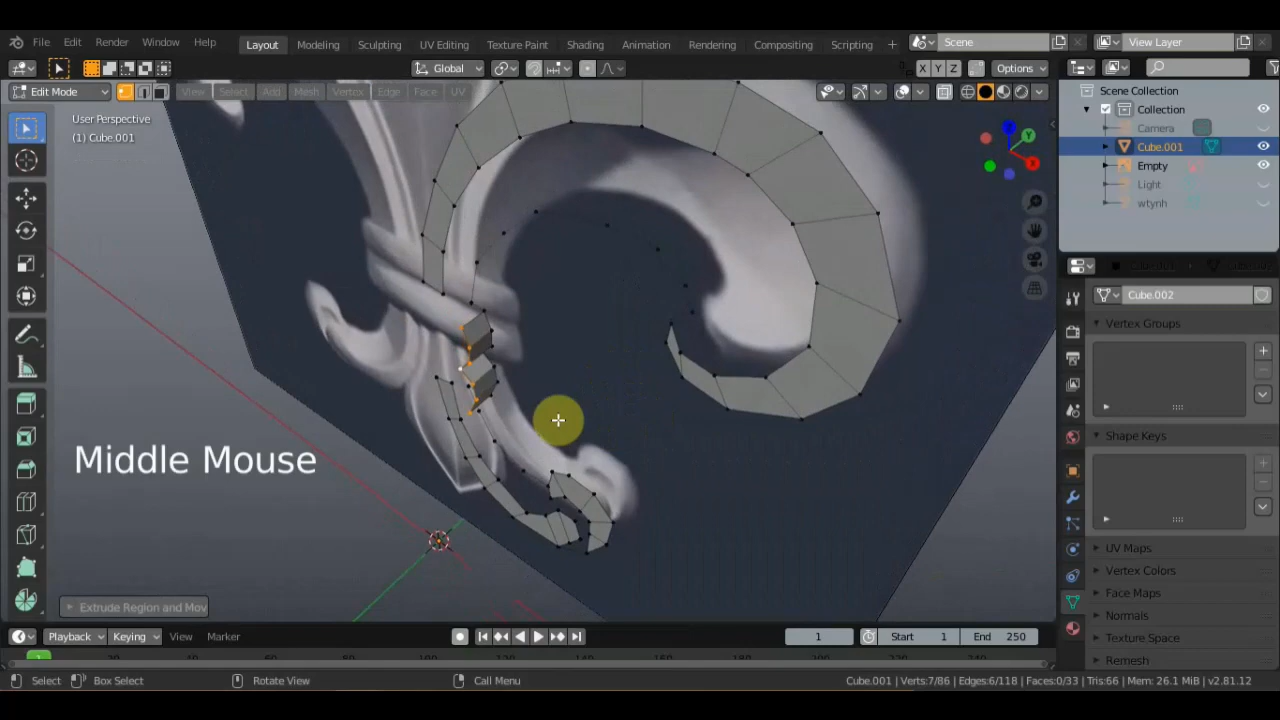 File Edit Render Window Help Layout Modeling Sculpting UV Editing Texture Paint Shading Animation Rendering Compositing Scripting + Scene View Layer
Global X Y Z Options
Edit Mode View Select Add Mesh Vertex Edge Face UV
Scene Collection
Collection
Camera
Cube.001
Empty
Light
wtynh
User Perspective
(1) Cube.001
Z
Y
X
Cube.002
Vertex Groups
Shape Keys
UV Maps
Vertex Colors
Face Maps
Normals
Texture Space
Remesh
Middle Mouse
Extrude Region and Mov
Playback Keying View Marker 1 Start 1 End 250
Select Box Select Rotate View Call Menu Cube.001 | Verts:7/86 | Edges:6/118 | Faces:0/33 | Tris:66 | Mem: 26.1 MiB | v2.81.12